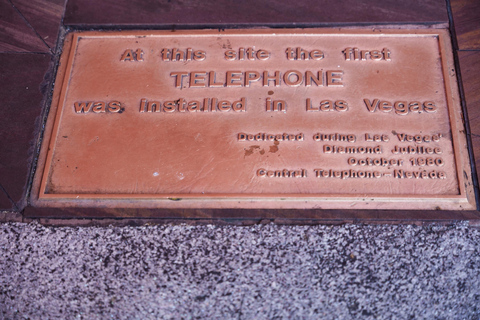 At this site the first
TELEPHONE
was installed in Las Vegas
Dedicated during Las Vegas'
Diamond Jubilee
October 1980
Central Telephone-Nevada